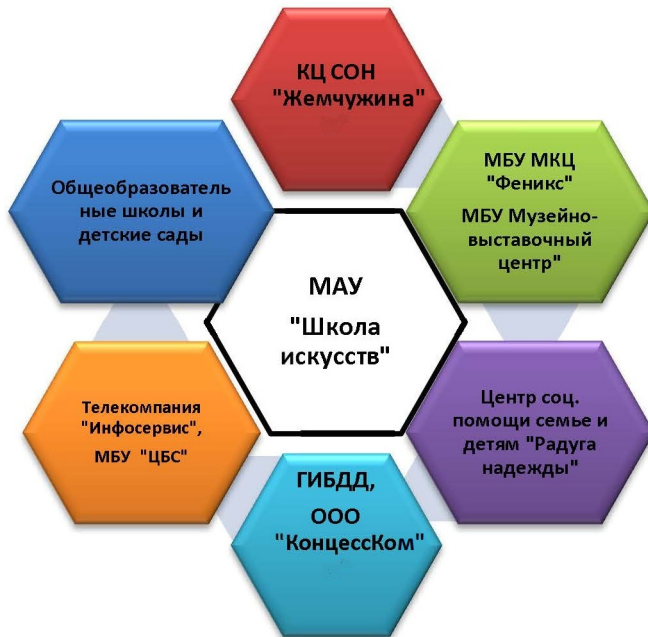 КЦ СОН
"Жемчужина"
МБУ МКЦ
"Феникс"
МБУ Музейно-
выставочный
центр"
Общеобразователь
ные школы и
детские сады
МАУ
"Школа
искусств"
Центр соц.
помощи семье и
детям "Радуга
надежды"
Телекомпания
"Инфосервис",
МБУ "ЦБС"
ГИБДД,
ООО
"КонцессКом"